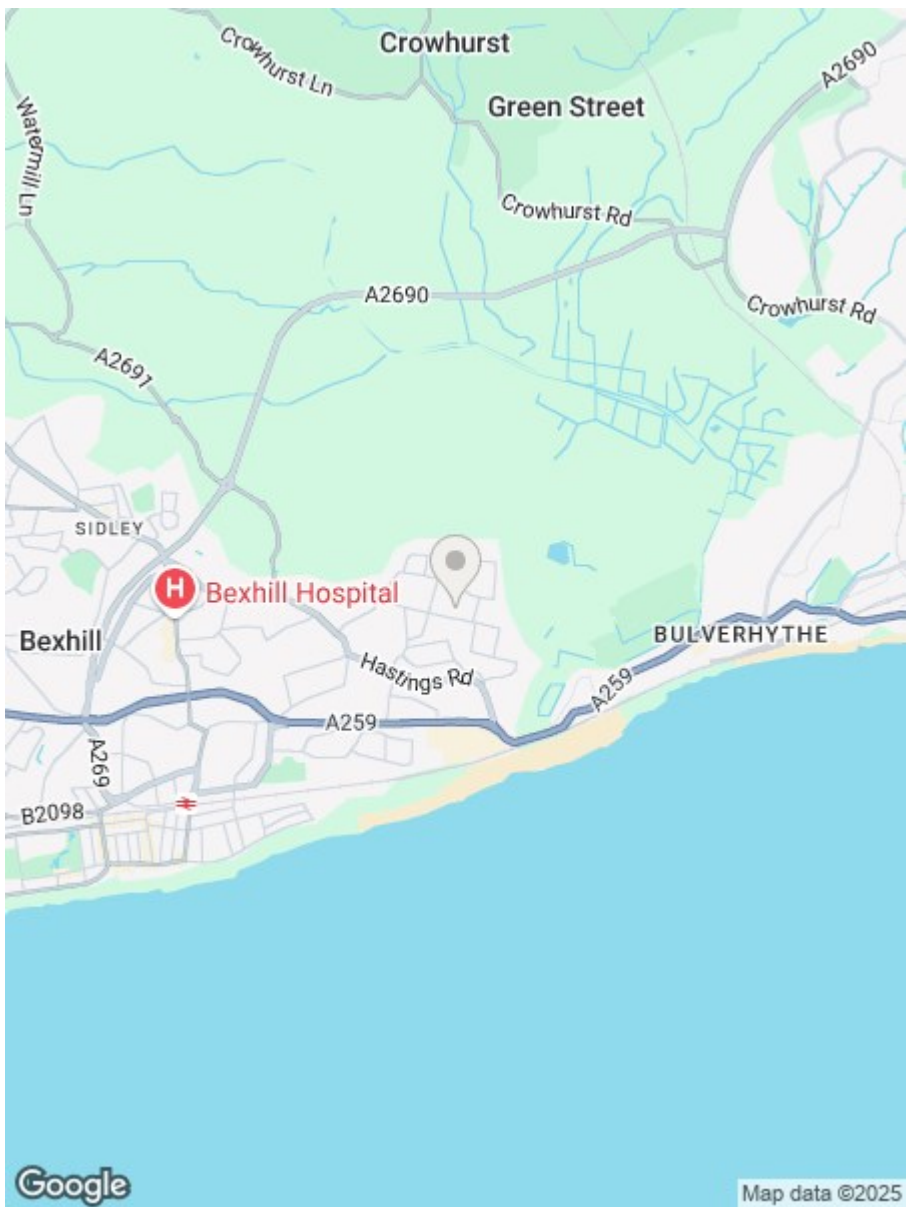 Crowhurst
Crowhurst Ln
A2690
Green Street
Watermill Ln
Crowhurst Rd
A2690
Crowhurst Rd
A2691
SIDLEY
H
Bexhill Hospital
Bexhill
BULVERHYTHE
Hastings Rd
A259
A259
A269
B2098
Google
Map data ©2025